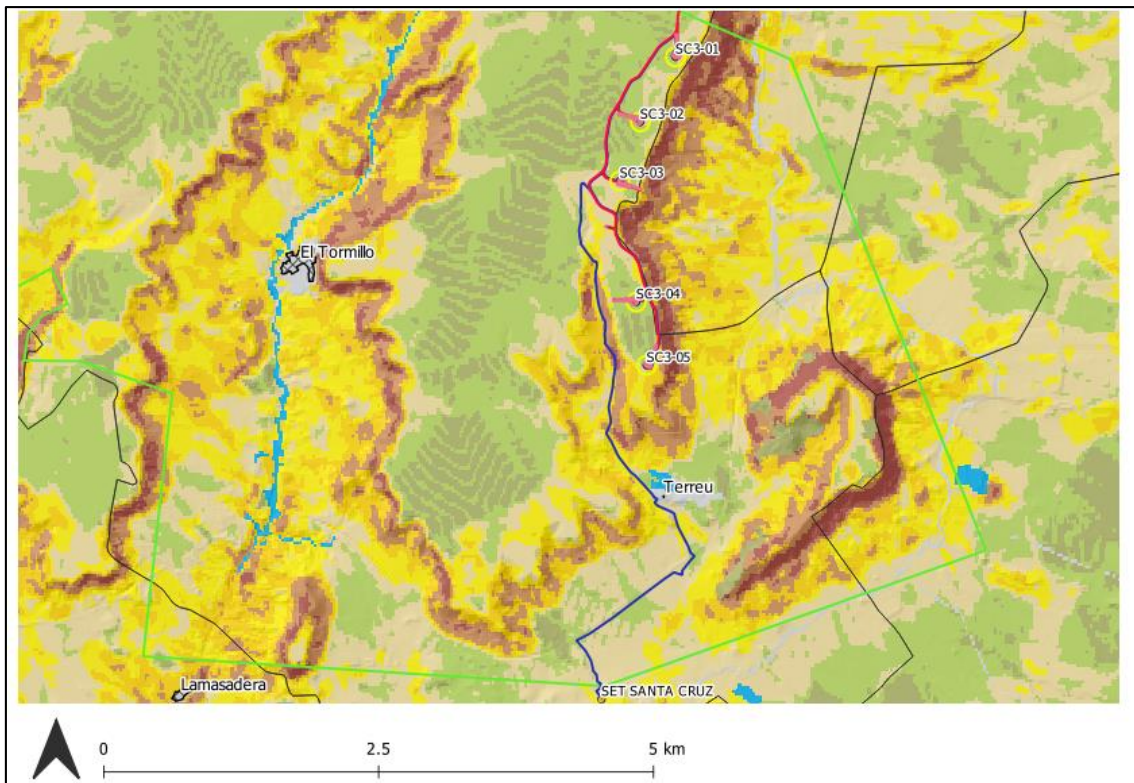 SC3-01
SC3-02
SC3-03
El Tormillo
SC3-04
SC3-05
Terreu
Lamasadera
SET SANTA CRUZ
0
2.5
5 km